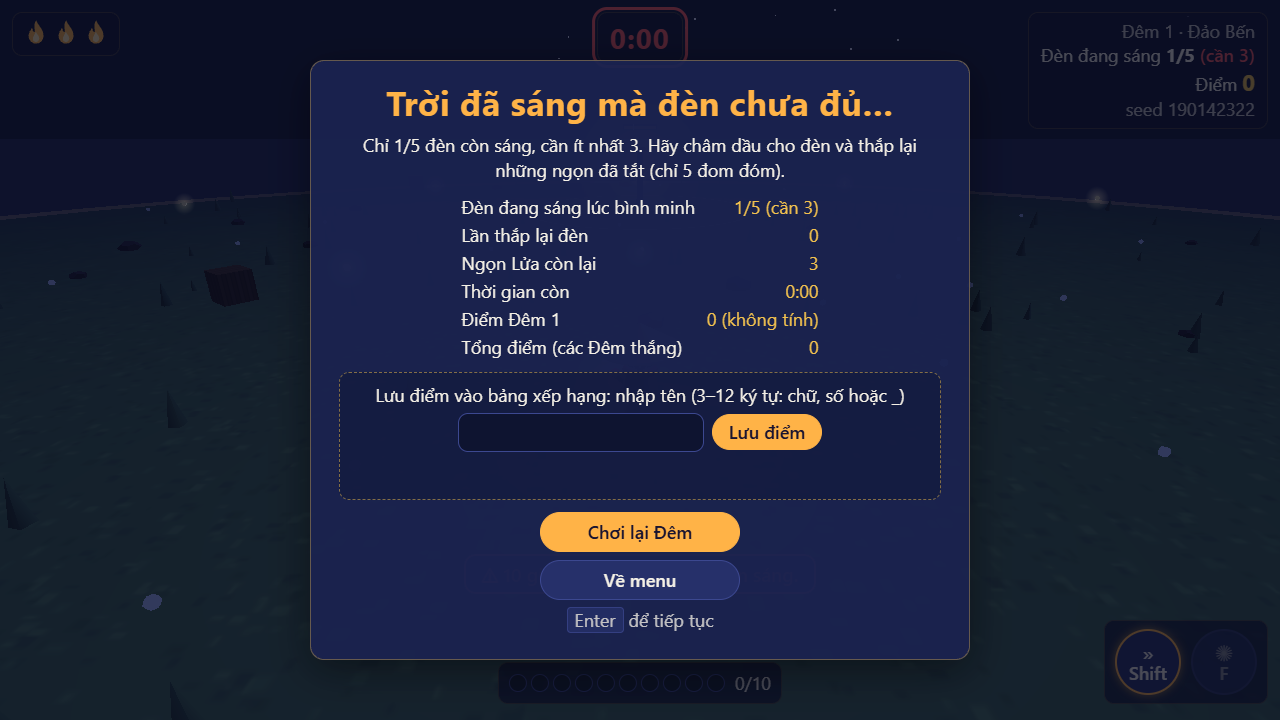 0:00
Đêm 1 · Đảo Bến
Đèn đang sáng 1/5 (cần 3)
Điểm 0
seed 190142322
Trời đã sáng mà đèn chưa đủ...
Chỉ 1/5 đèn còn sáng, cần ít nhất 3. Hãy châm dầu cho đèn và thắp lại
những ngọn đã tắt (chỉ 5 đom đóm).
Đèn đang sáng lúc bình minh 1/5 (cần 3)
Lần thắp lại đèn 0
Ngọn Lửa còn lại 3
Thời gian còn 0:00
Điểm Đêm 1 0 (không tính)
Tổng điểm (các Đêm thắng) 0
Lưu điểm vào bảng xếp hạng: nhập tên (3–12 ký tự: chữ, số hoặc _)
Lưu điểm
Chơi lại Đêm
Về menu
Enter để tiếp tục
0/10
» Shift
F